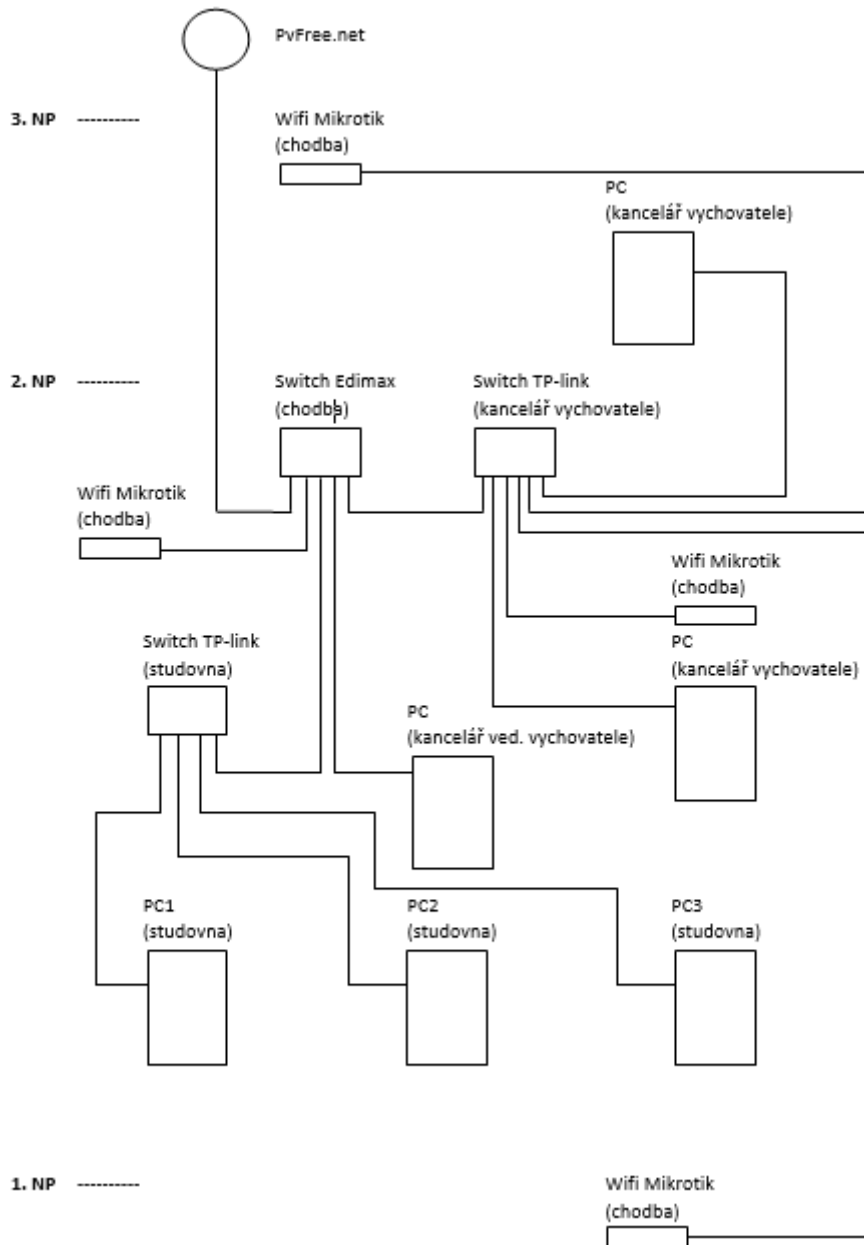 PvFree.net
3. NP ----------
Wifi Mikrotik
(chodba)
PC
(kancelář vychovatele)
2. NP ----------
Switch Edimax
(chodba)
Switch TP-link
(kancelář vychovatele)
Wifi Mikrotik
(chodba)
Wifi Mikrotik
(chodba)
Switch TP-link
(studovna)
PC
(kancelář vychovatele)
PC
(kancelář ved. vychovatele)
PC1
(studovna)
PC2
(studovna)
PC3
(studovna)
1. NP ----------
Wifi Mikrotik
(chodba)